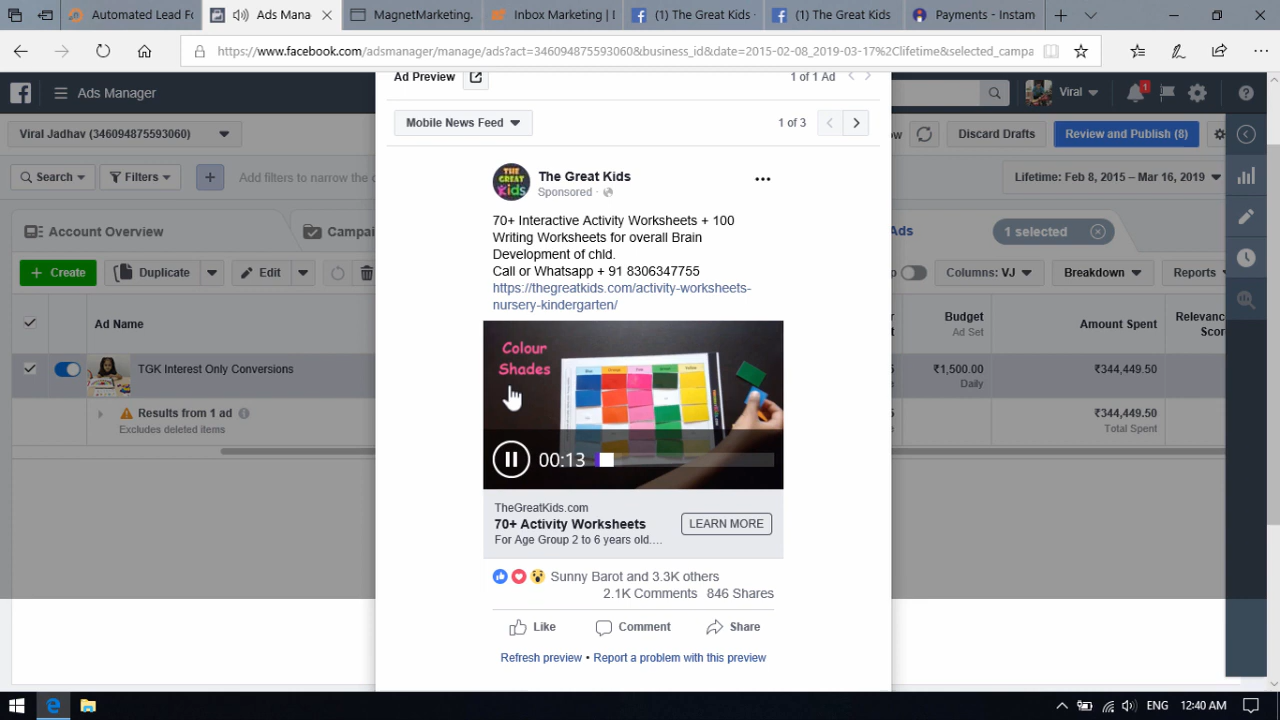 Automated Lead Fo
Ads Mana
MagnetMarketing.
Inbox Marketing | D
(1) The Great Kids
(1) The Great Kids
Payments - Instam
https://www.facebook.com/adsmanager/manage/ads?act=346094875593060&business_id&date=2015-02-08_2019-03-17%2Clifetime&selected_campa
Ads Manager
Ad Preview
1 of 1 Ad
Viral
1
Viral Jadhav (346094875593060)
Mobile News Feed
1 of 3
Discard Drafts
Review and Publish (8)
Search
Filters
Add filters to narrow the
Lifetime: Feb 8, 2015 – Mar 16, 2019
THE GREAT Kids
The Great Kids
Sponsored ·
Account Overview
Campai
Ads
1 selected
70+ Interactive Activity Worksheets + 100
Writing Worksheets for overall Brain
Development of chld.
Call or Whatsapp + 91 8306347755
https://thegreatkids.com/activity-worksheets-
nursery-kindergarten/
Create
Duplicate
Edit
Columns: VJ
Breakdown
Reports
Ad Name
Budget
Ad Set
Amount Spent
Relevanc
Score
Colour
Shades
TGK Interest Only Conversions
₹1,500.00
Daily
₹344,449.50
Results from 1 ad
Excludes deleted items
₹344,449.50
Total Spent
00:13
TheGreatKids.com
70+ Activity Worksheets
For Age Group 2 to 6 years old....
LEARN MORE
Sunny Barot and 3.3K others
2.1K Comments 846 Shares
Like
Comment
Share
Refresh preview • Report a problem with this preview
ENG
12:40 AM